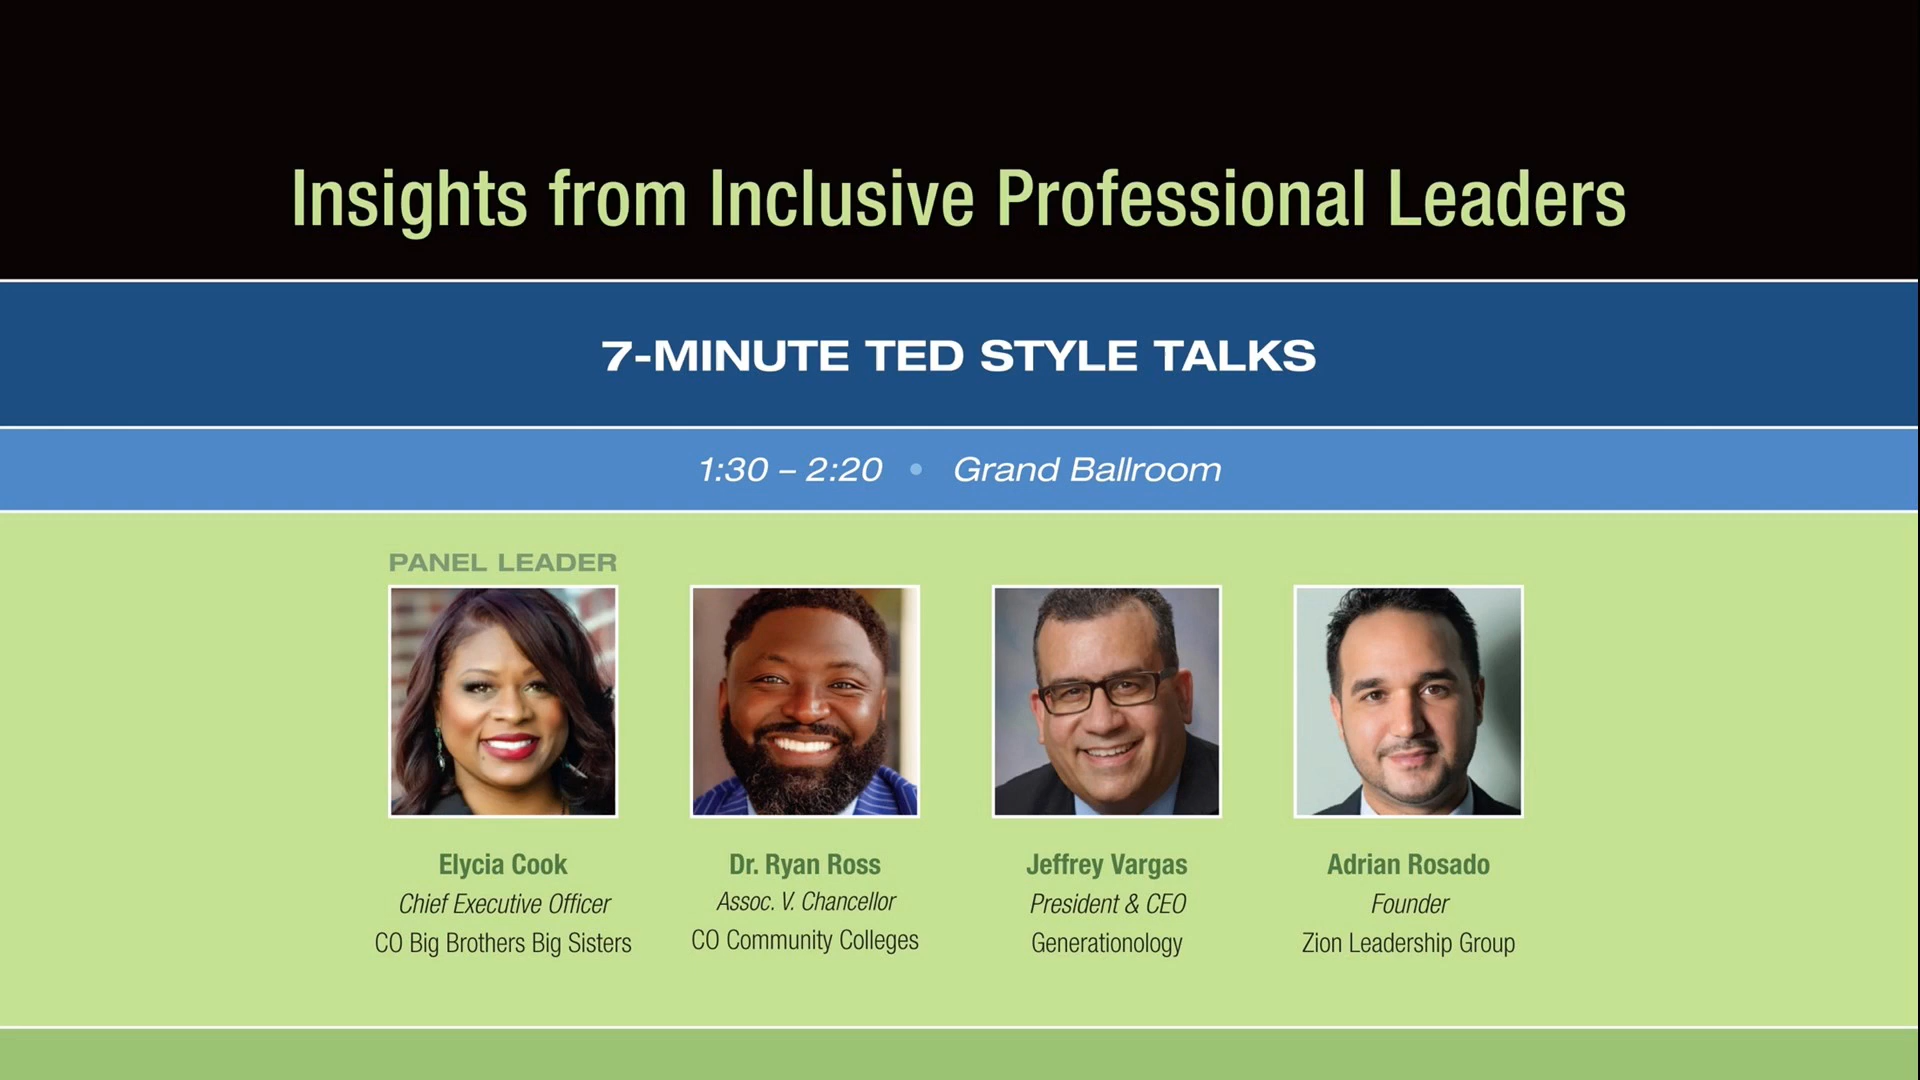 Insights from Inclusive Professional Leaders
7-MINUTE TED STYLE TALKS
1:30 – 2:20 • Grand Ballroom
PANEL LEADER
Elycia Cook
Chief Executive Officer
CO Big Brothers Big Sisters
Dr. Ryan Ross
Assoc. V. Chancellor
CO Community Colleges
Jeffrey Vargas
President & CEO
Generationology
Adrian Rosado
Founder
Zion Leadership Group